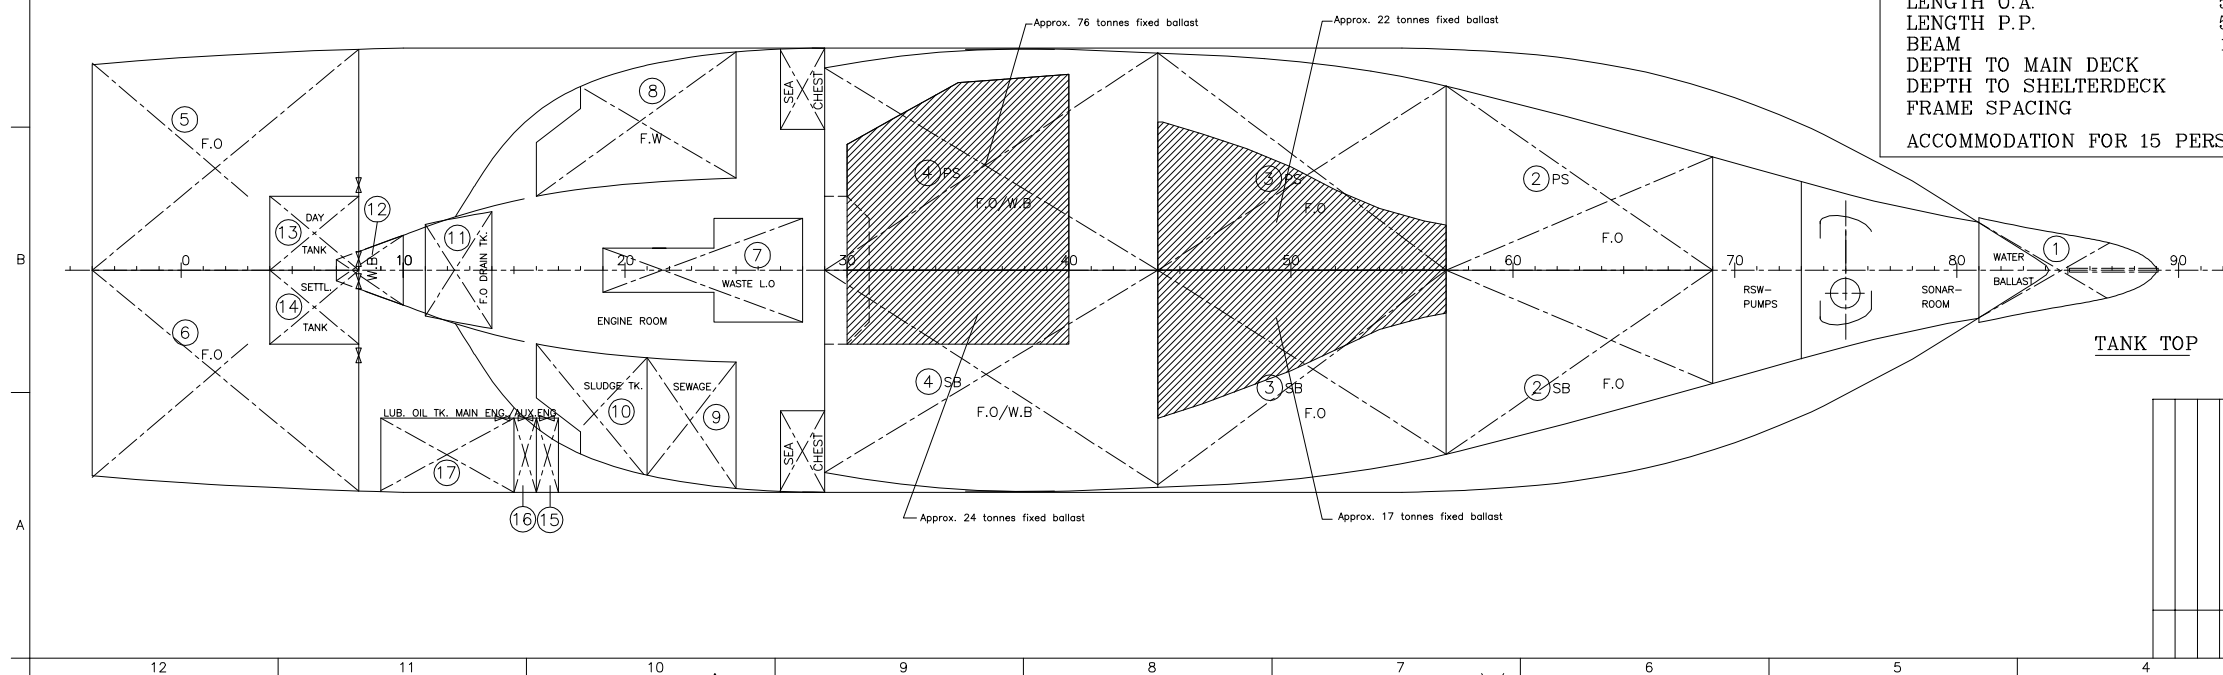 Approx. 76 tonnes fixed ballast
Approx. 22 tonnes fixed ballast
LENGTH O.A.
LENGTH P.P.
BEAM
DEPTH TO MAIN DECK
DEPTH TO SHELTERDECK
FRAME SPACING
ACCOMMODATION FOR 15 PERS
5
F.O
8
F.W
SEA
CHEST
4 PS
F.O/W.B
3 PS
F.O
2 PS
F.O
DAY
13
TANK
12
W.B
11
F.O DRAIN TK.
7
WASTE L.O
1
WATER
BALLAST
B
0
10
20
30
40
50
60
70
80
90
SETTL.
14
TANK
ENGINE ROOM
RSW-
PUMPS
SONAR-
ROOM
TANK TOP
6
F.O
SLUDGE TK.
10
SEWAGE
9
4 SB
F.O/W.B
3 SB
F.O
2 SB
F.O
LUB. OIL TK. MAIN ENG./AUX.ENG
17
16
15
SEA
CHEST
Approx. 24 tonnes fixed ballast
Approx. 17 tonnes fixed ballast
A
12
11
10
9
8
7
6
5
4